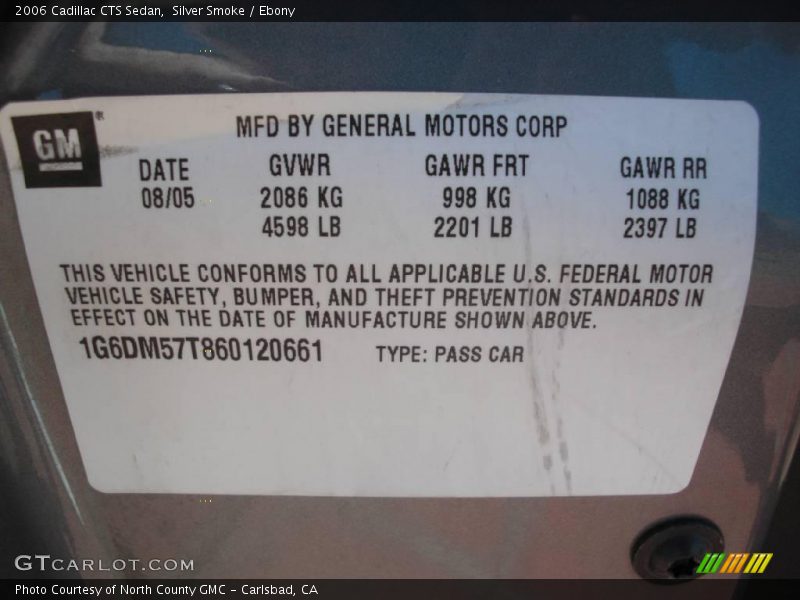 2006 Cadillac CTS Sedan, Silver Smoke / Ebony
GM
®
MFD BY GENERAL MOTORS CORP
DATE GVWR GAWR FRT GAWR RR
08/05 2086 KG 998 KG 1088 KG
4598 LB 2201 LB 2397 LB
THIS VEHICLE CONFORMS TO ALL APPLICABLE U.S. FEDERAL MOTOR
VEHICLE SAFETY, BUMPER, AND THEFT PREVENTION STANDARDS IN
EFFECT ON THE DATE OF MANUFACTURE SHOWN ABOVE.
1G6DM57T860120661 TYPE: PASS CAR
GTCARLOT.COM
Photo Courtesy of North County GMC - Carlsbad, CA